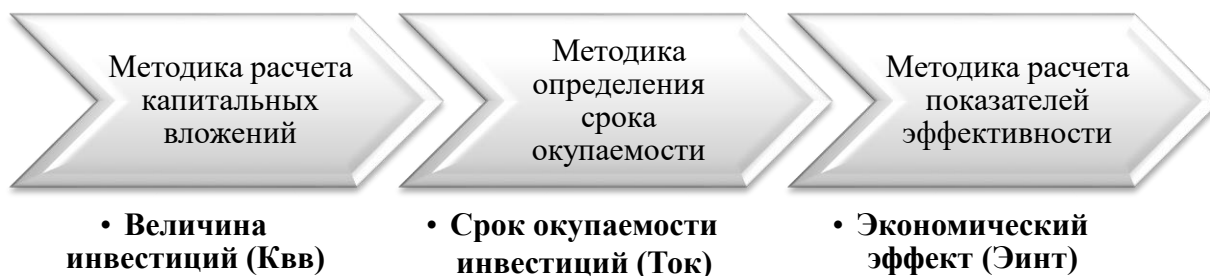 Методика расчета
капитальных
вложений
• Величина
инвестиций (Квв)
Методика
определения
срока
окупаемости
• Срок окупаемости
инвестиций (Ток)
Методика расчета
показателей
эффективности
• Экономический
эффект (Эинт)